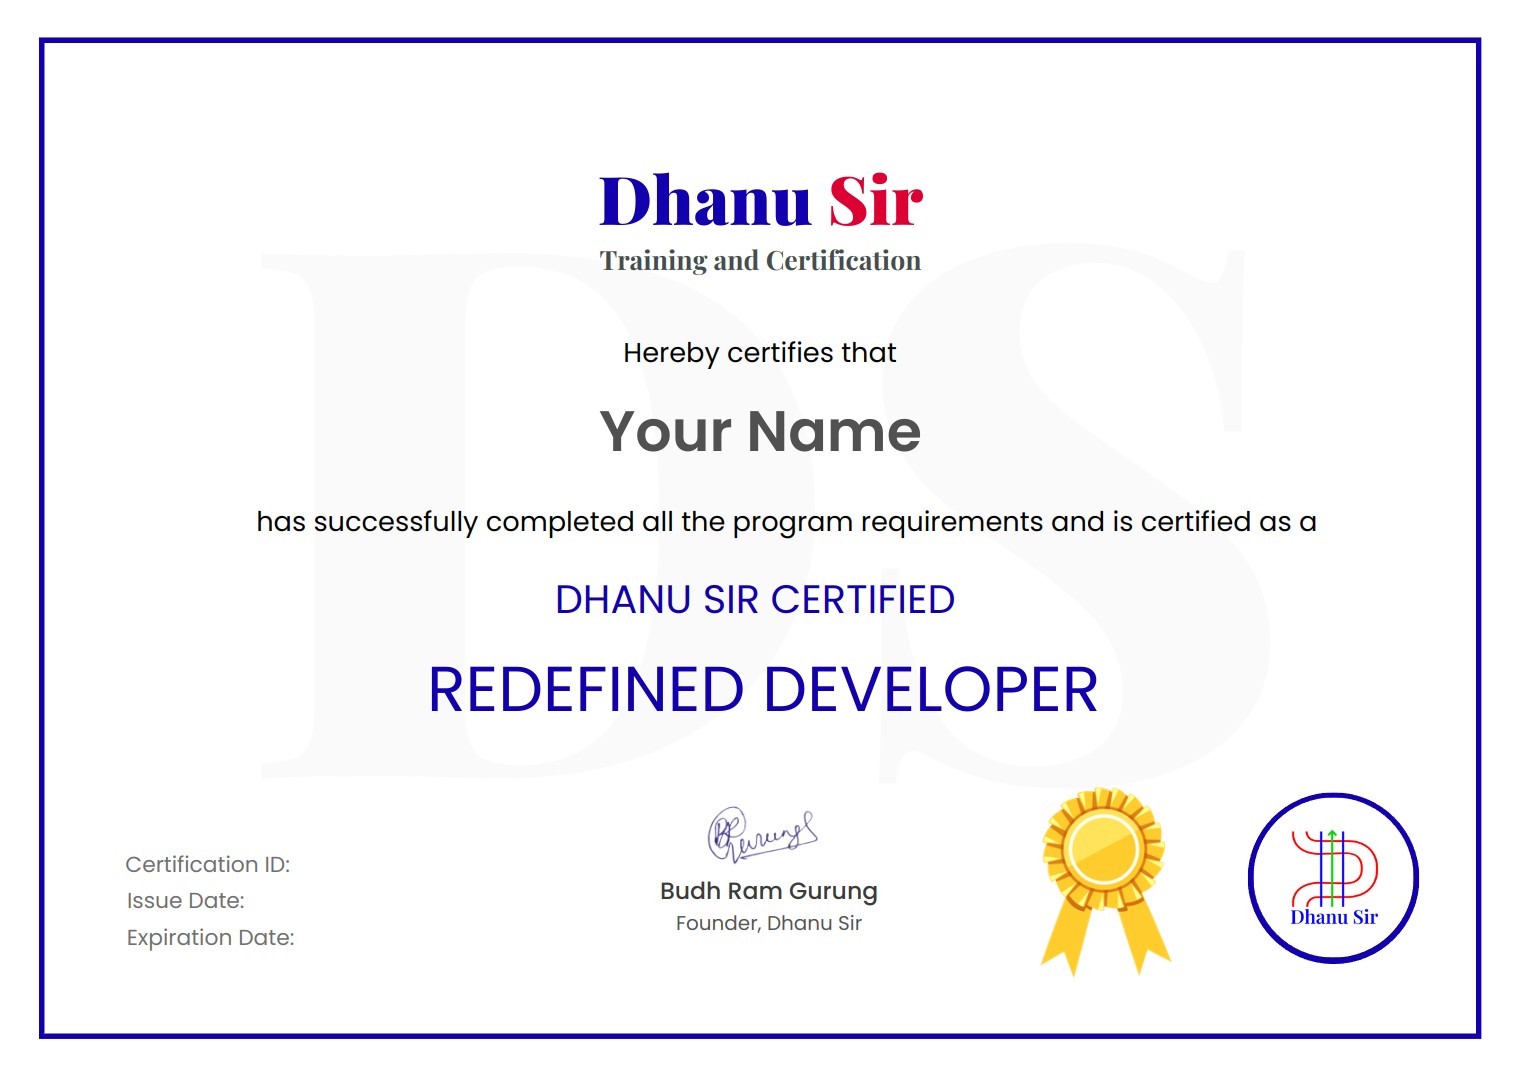 Dhanu Sir
Training and Certification
Hereby certifies that
Your Name
has successfully completed all the program requirements and is certified as a
DHANU SIR CERTIFIED
REDEFINED DEVELOPER
Certification ID:
Issue Date:
Expiration Date:
BRGurung
Budh Ram Gurung
Founder, Dhanu Sir
Dhanu Sir
DS